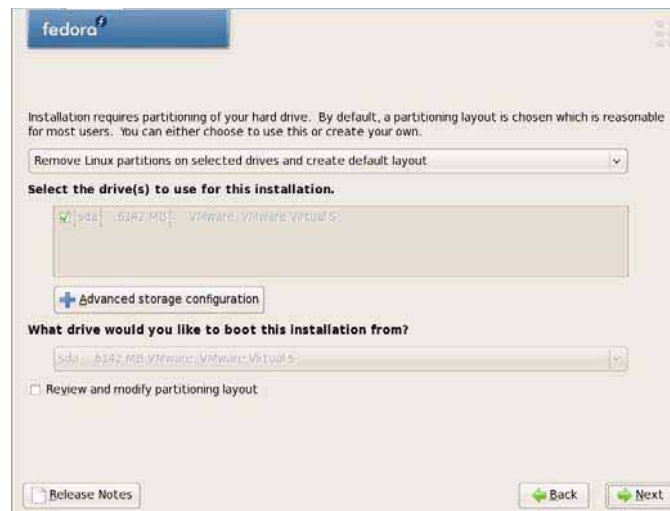 fedora
Installation requires partitioning of your hard drive. By default, a partitioning layout is chosen which is reasonable
for most users. You can either choose to use this or create your own.
Remove Linux partitions on selected drives and create default layout
Select the drive(s) to use for this installation.
sda 6142 MB VMware, VMware Virtual S
Advanced storage configuration
What drive would you like to boot this installation from?
sda 6142 MB VMware, VMware Virtual S
Review and modify partitioning layout
Release Notes
Back
Next